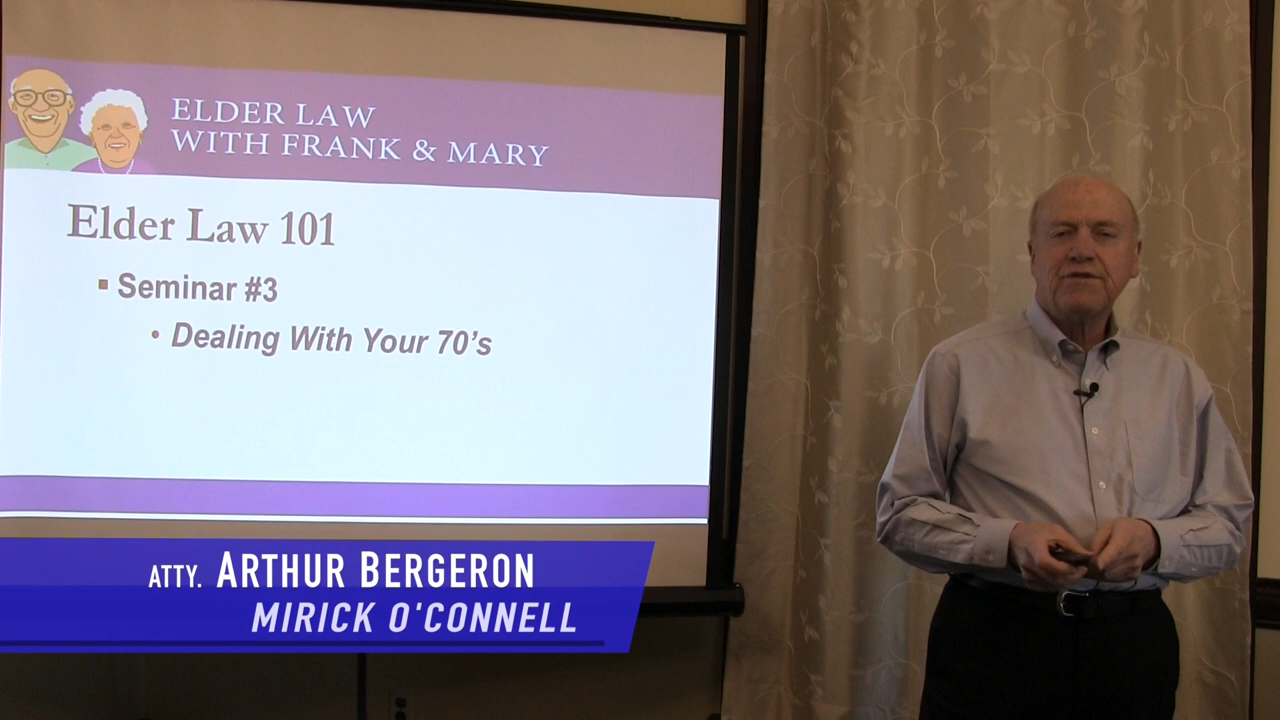 ELDER LAW
WITH FRANK & MARY
Elder Law 101
Seminar #3
Dealing With Your 70's
ATTY. ARTHUR BERGERON
MIRICK O'CONNELL